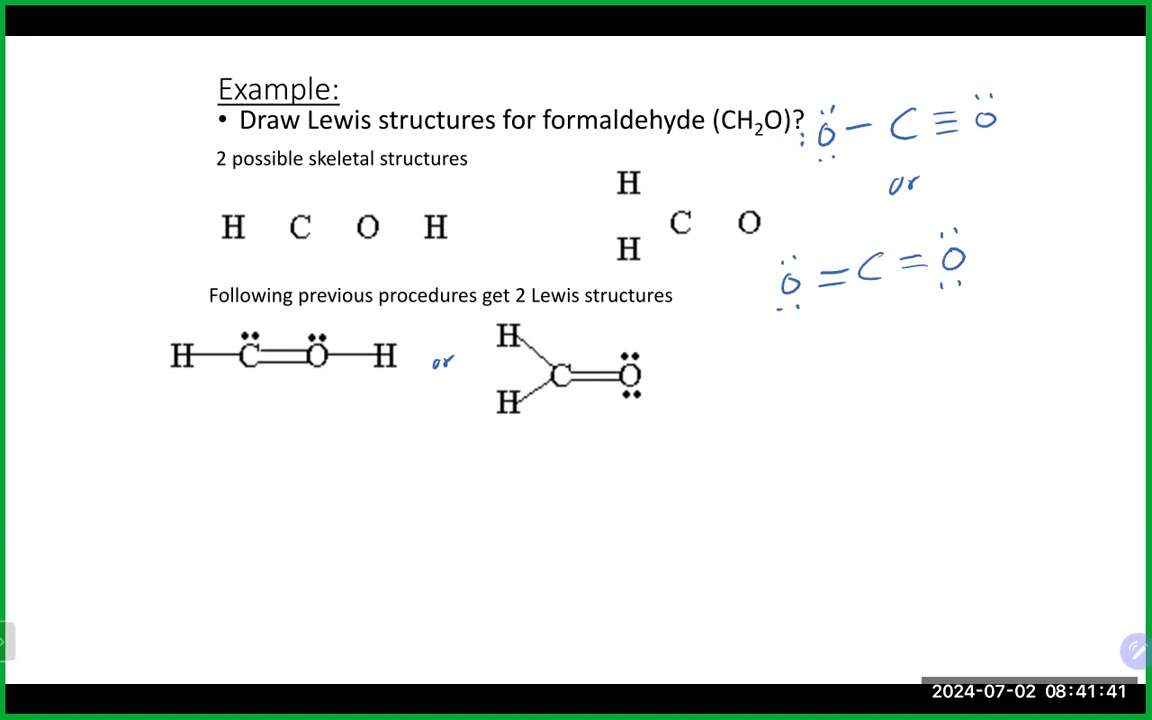 Example:
• Draw Lewis structures for formaldehyde (CH₂O)?
:Ö̤ – C ≡ Ö
2 possible skeletal structures
or
H
H C O H
C O
H
Ö̤ = C = Ö̤
Following previous procedures get 2 Lewis structures
H–C̈=Ö–H
or
H
C=Ö̤
H
2024-07-02 08:41:41